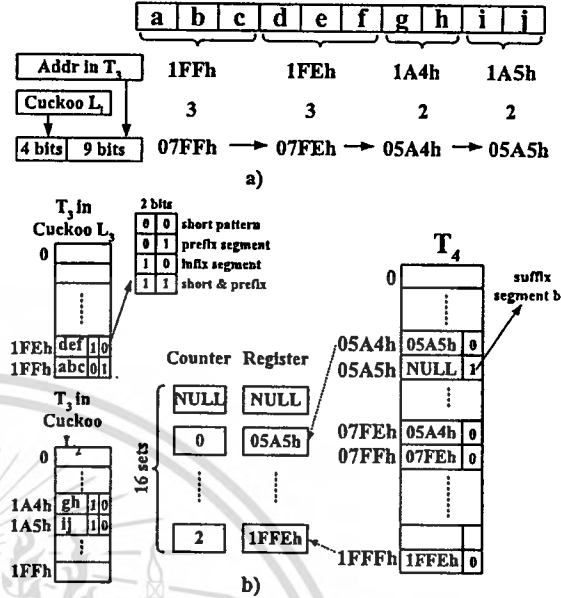 a b c d e f g h i j
Addr in T3 1FFh 1FEh 1A4h 1A5h
Cuckoo L1 3 3 2 2
4 bits 9 bits 07FFh 07FEh 05A4h 05A5h
a)
T3 in
Cuckoo L3
0
1FEh def 1 0
1FFh abc 0 1
2 bits
0 0 short pattern
0 1 prefix segment
1 0 infix segment
1 1 short & prefix
T3 in
Cuckoo
L2
0
1A4h gh 1 0
1A5h ij 1 0
1FFh
Counter Register
NULL NULL
0 05A5h
2 1FFEh
16 sets
T4
0
suffix
segment b
05A4h 05A5h 0
05A5h NULL 1
07FEh 05A4h 0
07FFh 07FEh 0
1FFFh 1FFEh 0
b)